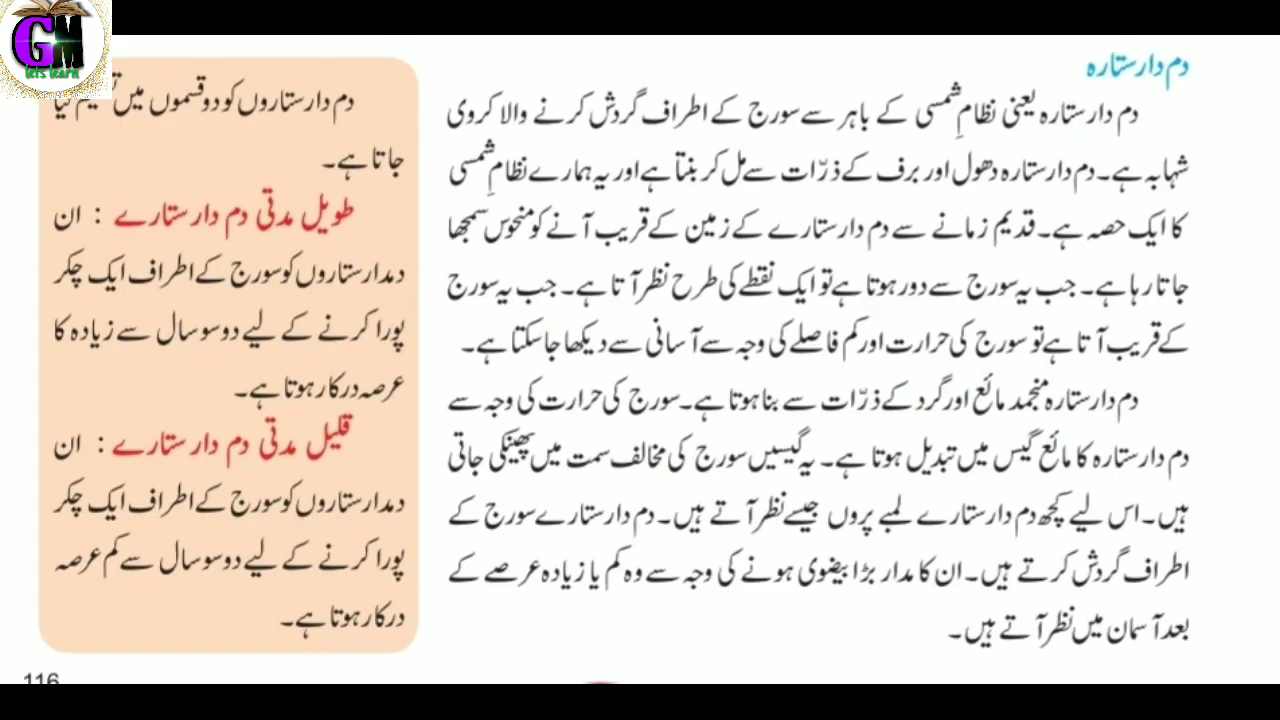 GMM
lets learn
دم دار ستارہ
دم دار ستارہ یعنی نظامِ شمسی کے باہر سے سورج کے اطراف گردش کرنے والا کروی
شہابہ ہے۔ دم دار ستارہ دھول اور برف کے ذرّات سے مل کر بنتا ہے اور یہ ہمارے نظامِ شمسی
کا ایک حصہ ہے۔ قدیم زمانے سے دم دار ستارے کے زمین کے قریب آنے کو منحوس سمجھا
جاتا رہا ہے۔ جب یہ سورج سے دور ہوتا ہے تو ایک نقطے کی طرح نظر آتا ہے۔ جب یہ سورج
کے قریب آتا ہے تو سورج کی حرارت اور کم فاصلے کی وجہ سے آسانی سے دیکھا جا سکتا ہے۔
دم دار ستارہ منجمد مائع اور گرد کے ذرّات سے بنا ہوتا ہے۔ سورج کی حرارت کی وجہ سے
دم دار ستارہ کا مائع گیس میں تبدیل ہوتا ہے۔ یہ گیسیں سورج کی مخالف سمت میں پھینکی جاتی
ہیں۔ اس لیے کچھ دم دار ستارے لمبے پروں جیسے نظر آتے ہیں۔ دم دار ستارے سورج کے
اطراف گردش کرتے ہیں۔ ان کا مدار بڑا بیضوی ہونے کی وجہ سے وہ کم یا زیادہ عرصے کے
بعد آسمان میں نظر آتے ہیں۔
دم دار ستاروں کو دو قسموں میں تقسیم کیا
جاتا ہے۔
طویل مدتی دم دار ستارے : ان
دمدار ستاروں کو سورج کے اطراف ایک چکر
پورا کرنے کے لیے دو سو سال سے زیادہ کا
عرصہ درکار ہوتا ہے۔
قلیل مدتی دم دار ستارے : ان
دمدار ستاروں کو سورج کے اطراف ایک چکر
پورا کرنے کے لیے دو سو سال سے کم عرصہ
درکار ہوتا ہے۔
116